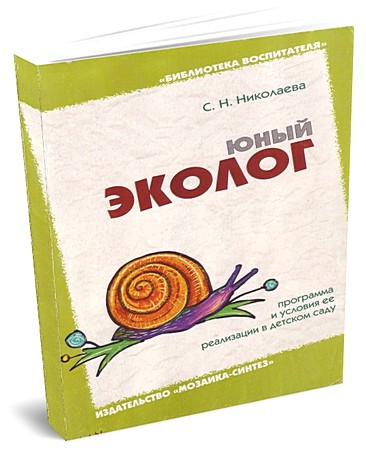 «БИБЛИОТЕКА ВОСПИТАТЕЛЯ»
С. Н. Николаева
ЮНЫЙ
ЭКОЛОГ
программа
и условия ее
реализации в детском саду
ИЗДАТЕЛЬСТВО «МОЗАИКА-СИНТЕЗ»